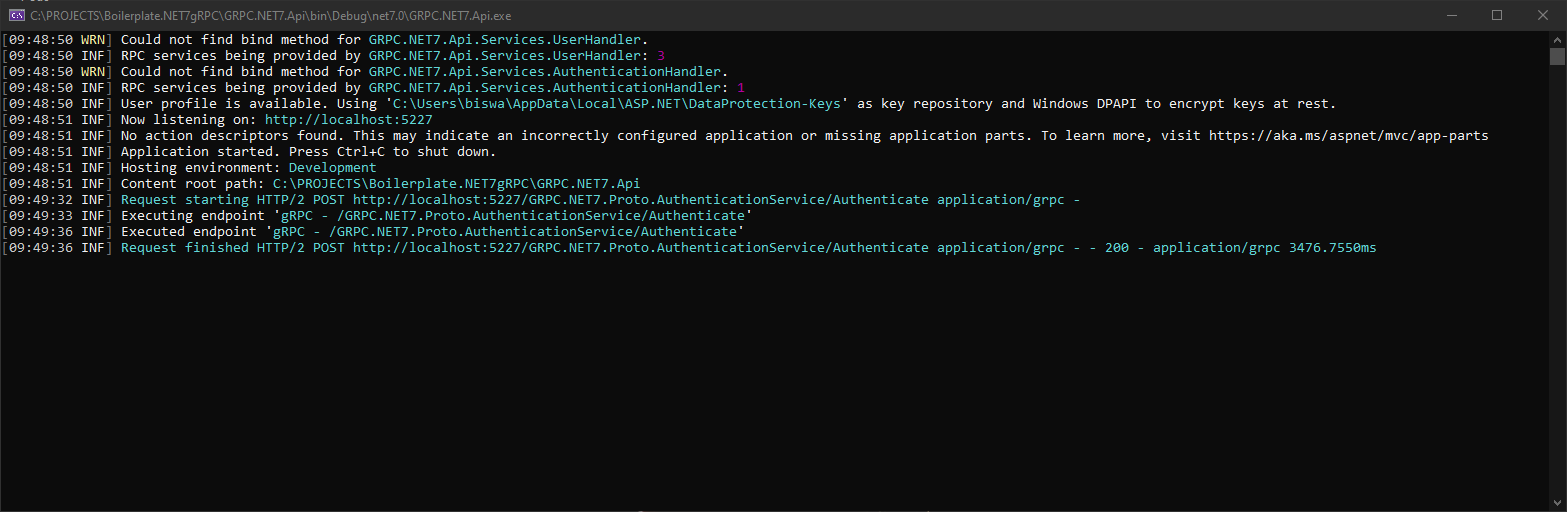 C:\PROJECTS\Boilerplate.NET7gRPC\GRPC.NET7.Api\bin\Debug\net7.0\GRPC.NET7.Api.exe
[09:48:50 WRN] Could not find bind method for GRPC.NET7.Api.Services.UserHandler.
[09:48:50 INF] RPC services being provided by GRPC.NET7.Api.Services.UserHandler: 3
[09:48:50 WRN] Could not find bind method for GRPC.NET7.Api.Services.AuthenticationHandler.
[09:48:50 INF] RPC services being provided by GRPC.NET7.Api.Services.AuthenticationHandler: 1
[09:48:50 INF] User profile is available. Using 'C:\Users\biswa\AppData\Local\ASP.NET\DataProtection-Keys' as key repository and Windows DPAPI to encrypt keys at rest.
[09:48:51 INF] Now listening on: http://localhost:5227
[09:48:51 INF] No action descriptors found. This may indicate an incorrectly configured application or missing application parts. To learn more, visit https://aka.ms/aspnet/mvc/app-parts
[09:48:51 INF] Application started. Press Ctrl+C to shut down.
[09:48:51 INF] Hosting environment: Development
[09:48:51 INF] Content root path: C:\PROJECTS\Boilerplate.NET7gRPC\GRPC.NET7.Api
[09:49:32 INF] Request starting HTTP/2 POST http://localhost:5227/GRPC.NET7.Proto.AuthenticationService/Authenticate application/grpc -
[09:49:33 INF] Executing endpoint 'gRPC - /GRPC.NET7.Proto.AuthenticationService/Authenticate'
[09:49:36 INF] Executed endpoint 'gRPC - /GRPC.NET7.Proto.AuthenticationService/Authenticate'
[09:49:36 INF] Request finished HTTP/2 POST http://localhost:5227/GRPC.NET7.Proto.AuthenticationService/Authenticate application/grpc - - 200 - application/grpc 3476.7550ms